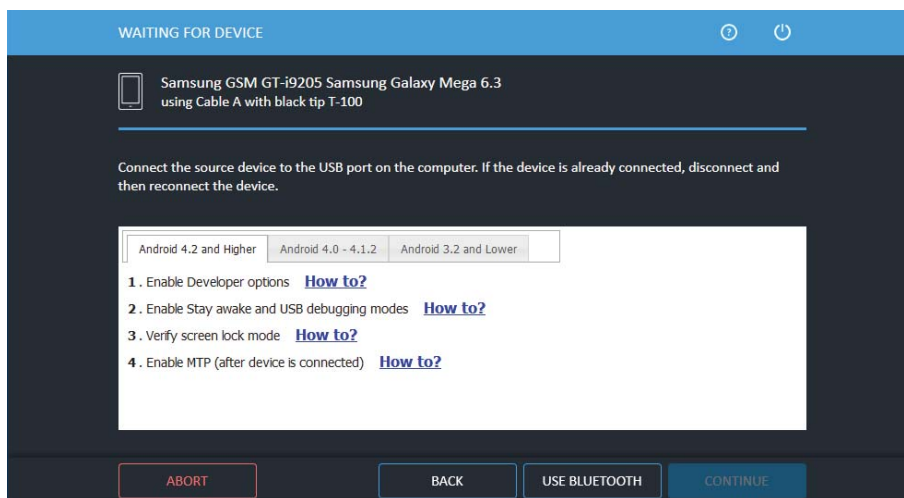 WAITING FOR DEVICE
Samsung GSM GT-i9205 Samsung Galaxy Mega 6.3
using Cable A with black tip T-100
Connect the source device to the USB port on the computer. If the device is already connected, disconnect and
then reconnect the device.
Android 4.2 and Higher Android 4.0 - 4.1.2 Android 3.2 and Lower
1 . Enable Developer options How to?
2 . Enable Stay awake and USB debugging modes How to?
3 . Verify screen lock mode How to?
4 . Enable MTP (after device is connected) How to?
ABORT BACK USE BLUETOOTH CONTINUE